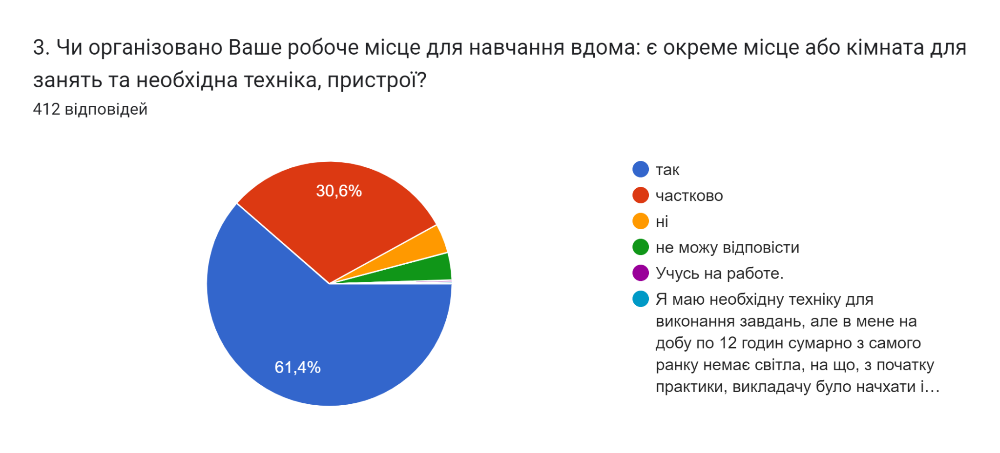 3. Чи організовано Ваше робоче місце для навчання вдома: є окреме місце або кімната для
занять та необхідна техніка, пристрої?
412 відповідей
30,6%
61,4%
так
частково
ні
не можу відповісти
Учусь на работе.
Я маю необхідну техніку для
виконання завдань, але в мене на
добу по 12 годин сумарно з самого
ранку немає світла, на що, з початку
практики, викладачу було начхати і…